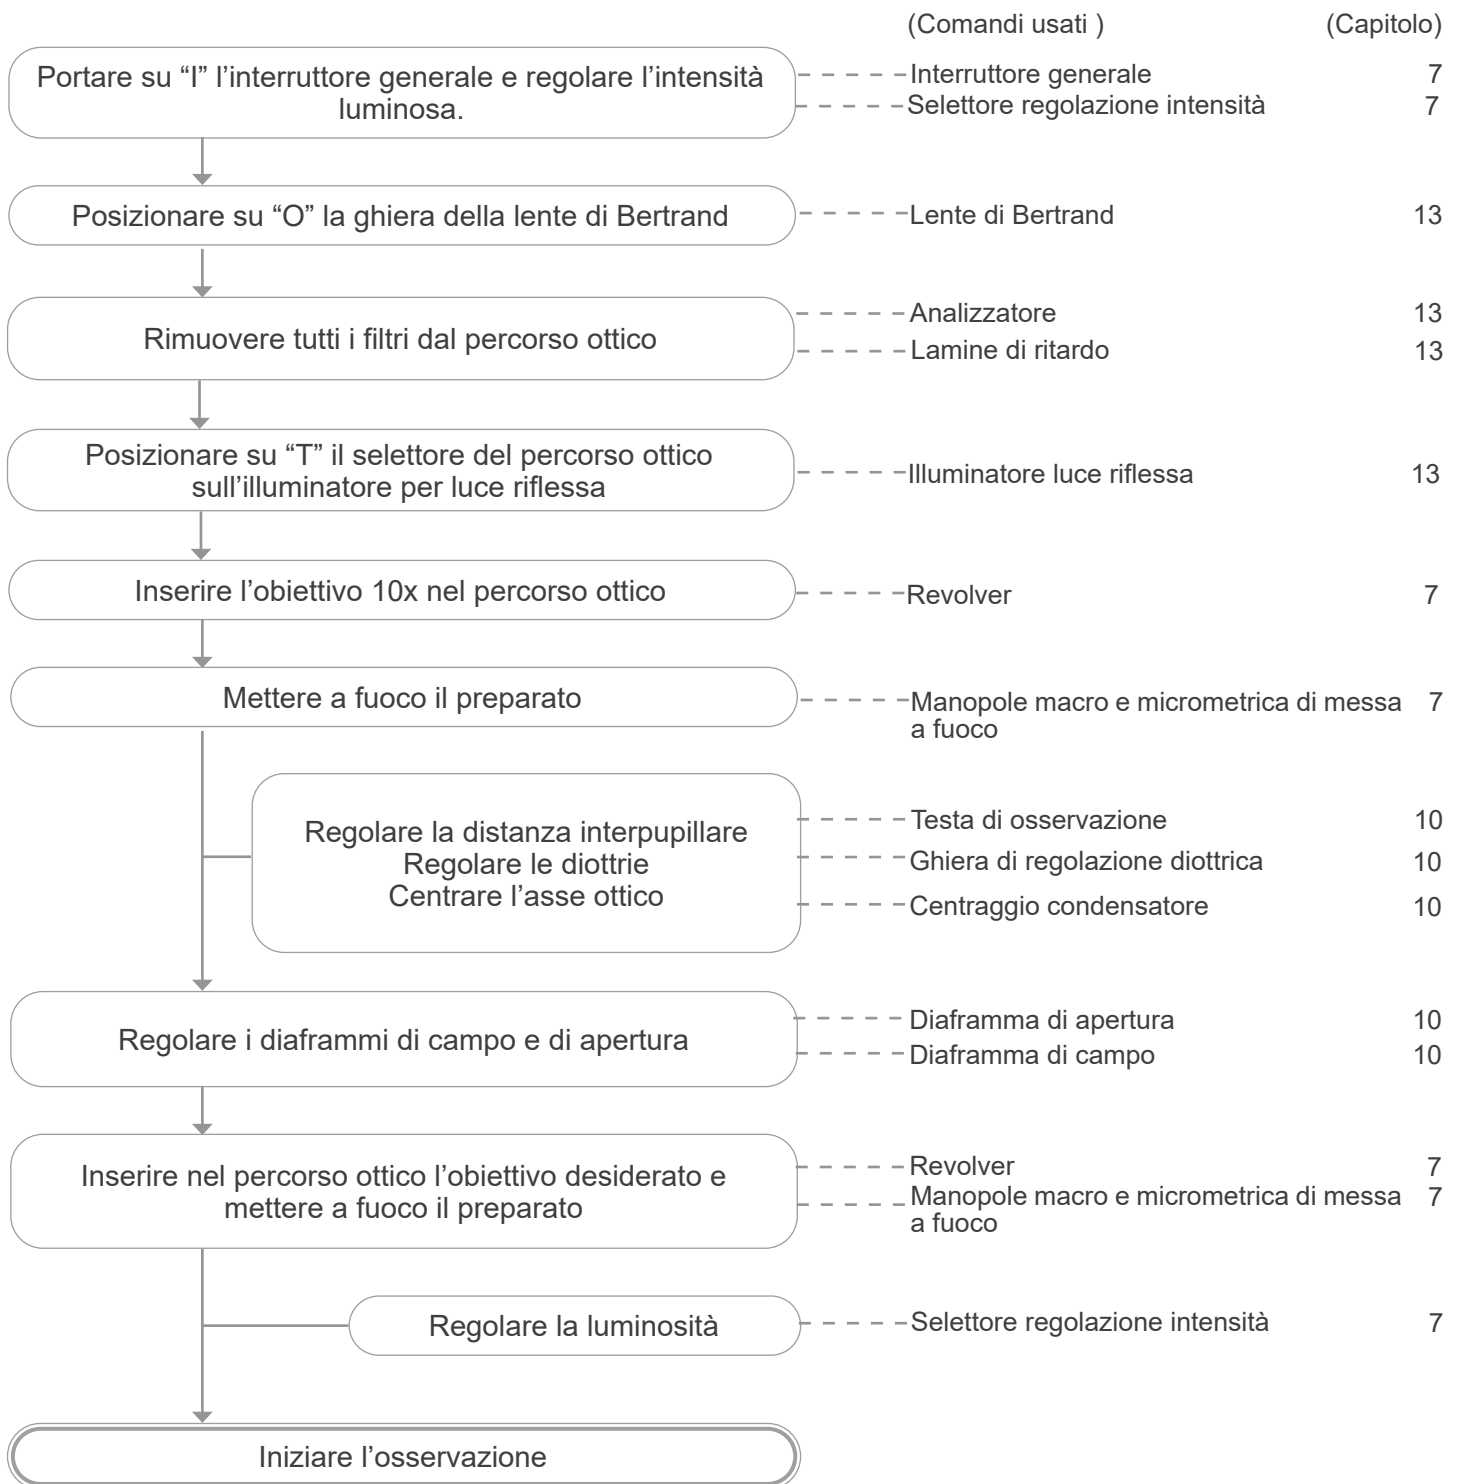 (Comandi usati ) (Capitolo)
Portare su “I” l’interruttore generale e regolare l’intensità
luminosa.
Interruttore generale 7
Selettore regolazione intensità 7
Posizionare su “O” la ghiera della lente di Bertrand
Lente di Bertrand 13
Rimuovere tutti i filtri dal percorso ottico
Analizzatore 13
Lamine di ritardo 13
Posizionare su “T” il selettore del percorso ottico
sull’illuminatore per luce riflessa
Illuminatore luce riflessa 13
Inserire l’obiettivo 10x nel percorso ottico
Revolver 7
Mettere a fuoco il preparato
Manopole macro e micrometrica di messa 7
a fuoco
Regolare la distanza interpupillare
Regolare le diottrie
Centrare l’asse ottico
Testa di osservazione 10
Ghiera di regolazione diottrica 10
Centraggio condensatore 10
Regolare i diaframmi di campo e di apertura
Diaframma di apertura 10
Diaframma di campo 10
Inserire nel percorso ottico l’obiettivo desiderato e
mettere a fuoco il preparato
Revolver 7
Manopole macro e micrometrica di messa 7
a fuoco
Regolare la luminosità
Selettore regolazione intensità 7
Iniziare l’osservazione